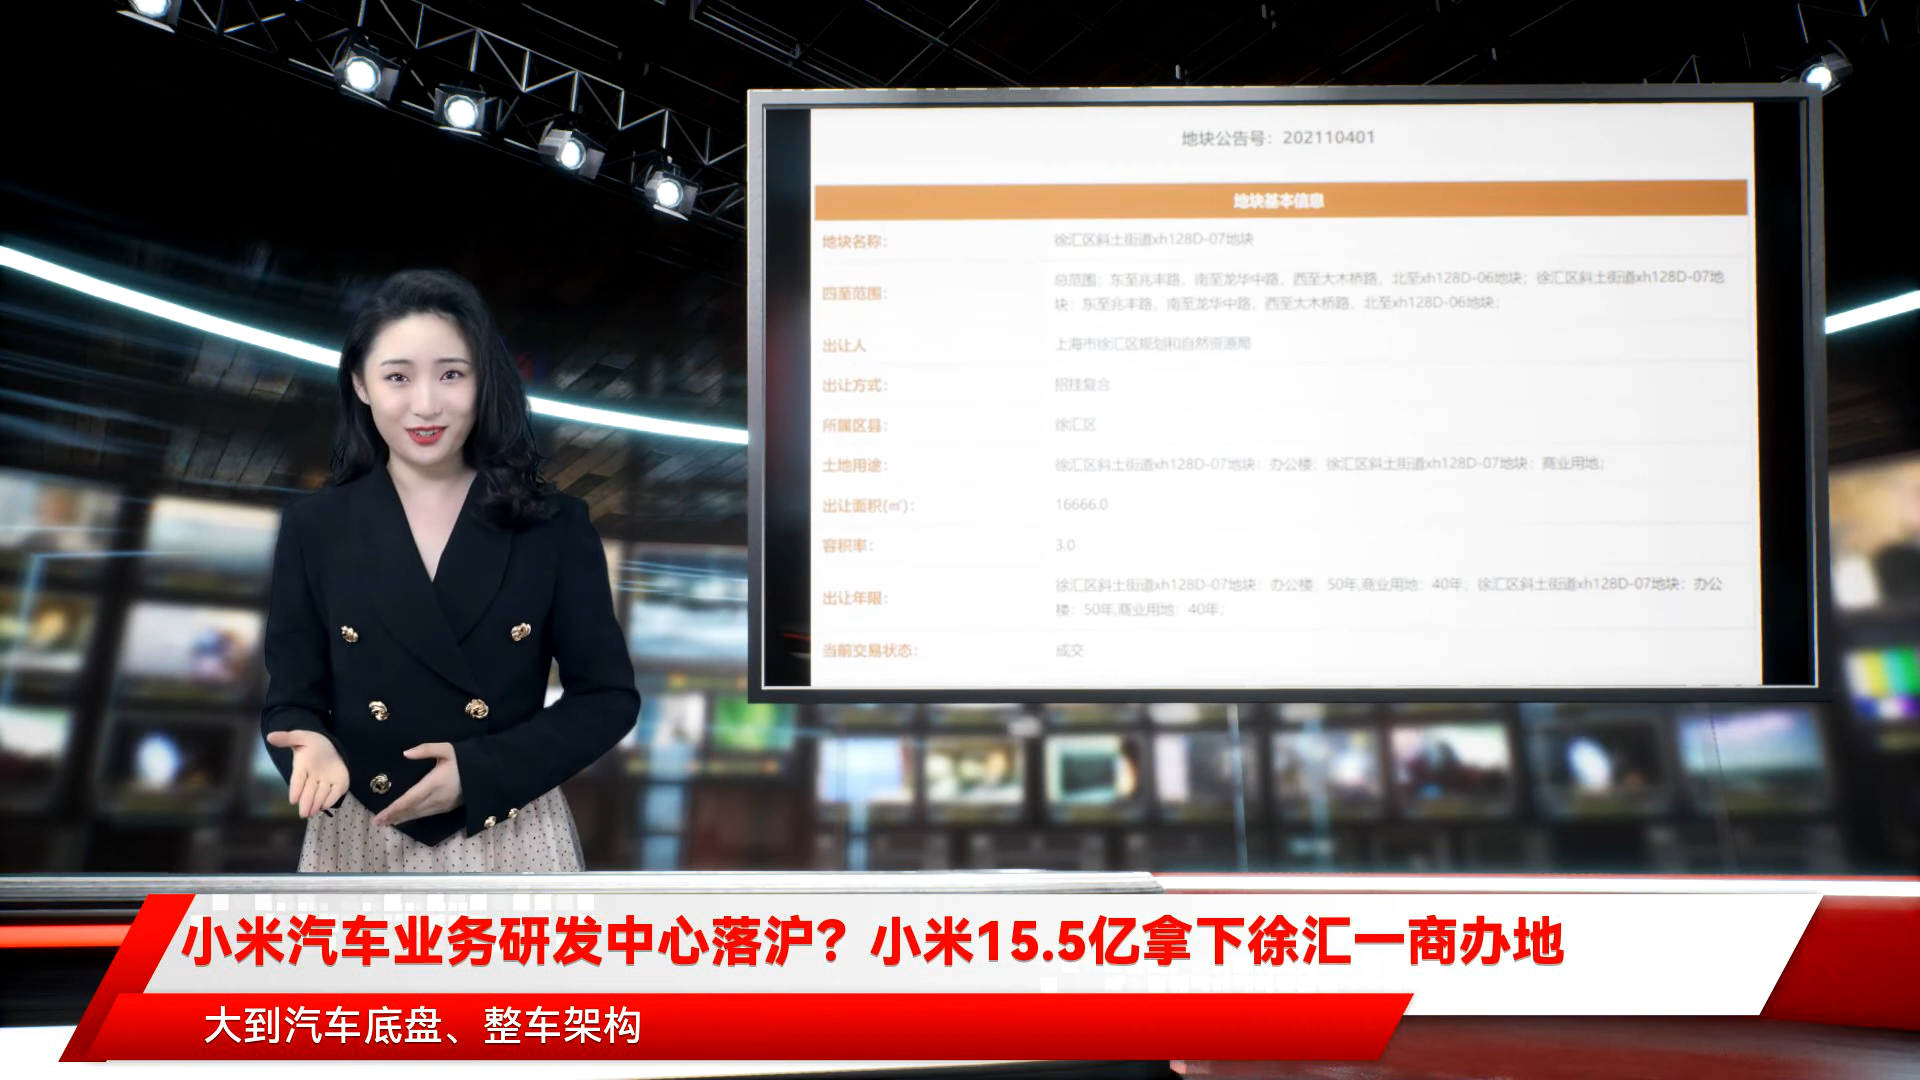 地块公告号：202110401
地块基本信息
地块名称： 徐汇区斜土街道xh128D-07地块
四至范围： 总范围：东至兆丰路，南至龙华中路，西至大木桥路，北至xh128D-06地块；徐汇区斜土街道xh128D-07地
块：东至兆丰路，南至龙华中路，西至大木桥路，北至xh128D-06地块；
出让人 上海市徐汇区规划和自然资源局
出让方式： 招挂复合
所属区县： 徐汇区
土地用途： 徐汇区斜土街道xh128D-07地块：办公楼；徐汇区斜土街道xh128D-07地块：商业用地；
出让面积(㎡)： 16666.0
容积率： 3.0
出让年限： 徐汇区斜土街道xh128D-07地块：办公楼：50年,商业用地：40年；徐汇区斜土街道xh128D-07地块：办公
楼：50年,商业用地：40年；
当前交易状态： 成交
小米汽车业务研发中心落沪？小米15.5亿拿下徐汇一商办地
大到汽车底盘、整车架构